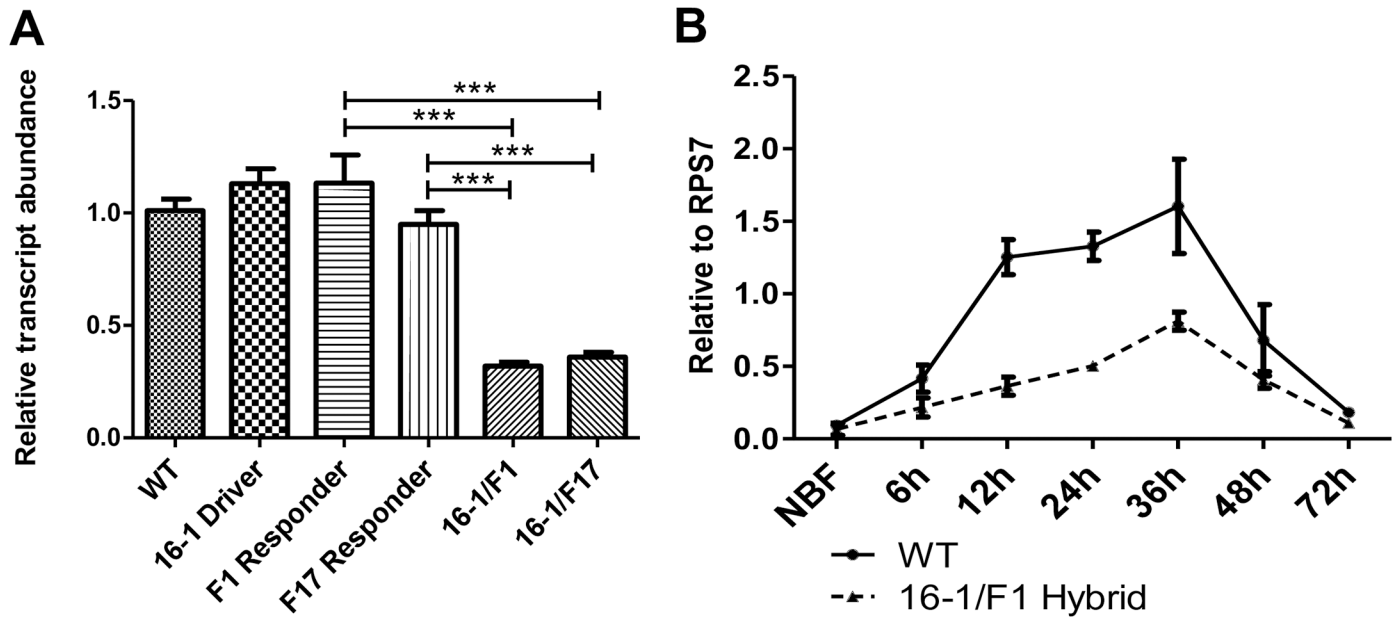 A
Relative transcript abundance
1.5
1.0
0.5
0.0
***
***
***
***
WT
16-1 Driver
F1 Responder
F17 Responder
16-1/F1
16-1/F17
B
Relative to RPS7
2.5
2.0
1.5
1.0
0.5
0.0
NBF
6h
12h
24h
36h
48h
72h
WT
16-1/F1 Hybrid